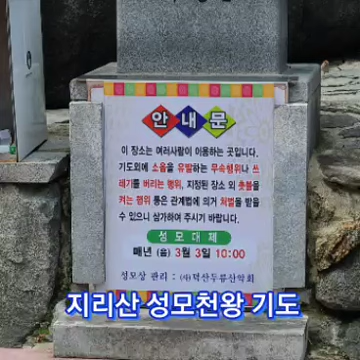 안내문
이 장소는 여러사람이 이용하는 곳입니다.
기도외에 소음을 유발하는 무속행위나 쓰
레기를 버리는 행위, 지정된 장소 외 촛불을
켜는 행위 등은 관계법에 의거 처벌을 받을
수 있으니 삼가하여 주시기 바랍니다.
성모대제
매년 (음) 3월 3일 10:00
성모상 관리 : (사)덕산두류산악회
지리산 성모천왕 기도